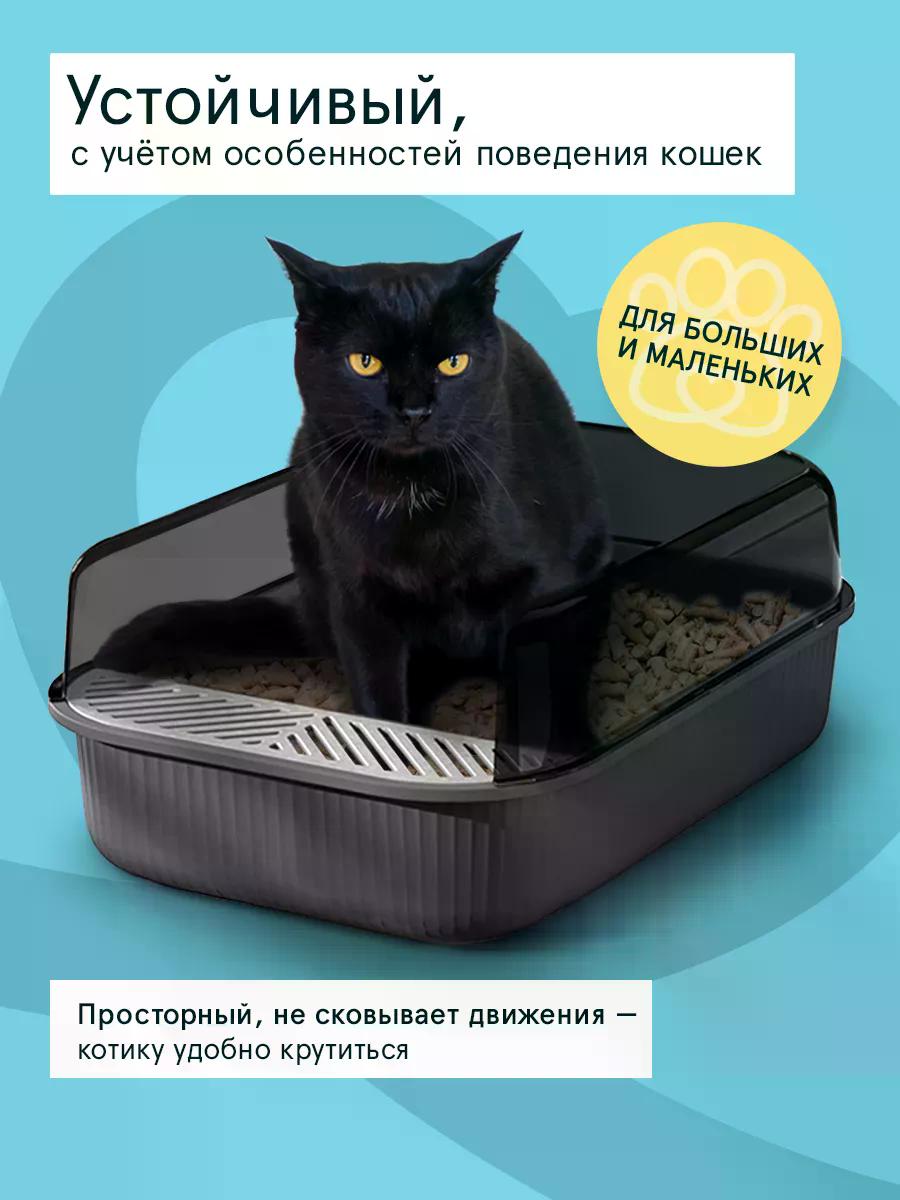 Устойчивый,
с учётом особенностей поведения кошек
ДЛЯ БОЛЬШИХ
И МАЛЕНЬКИХ
Просторный, не сковывает движения —
котику удобно крутиться